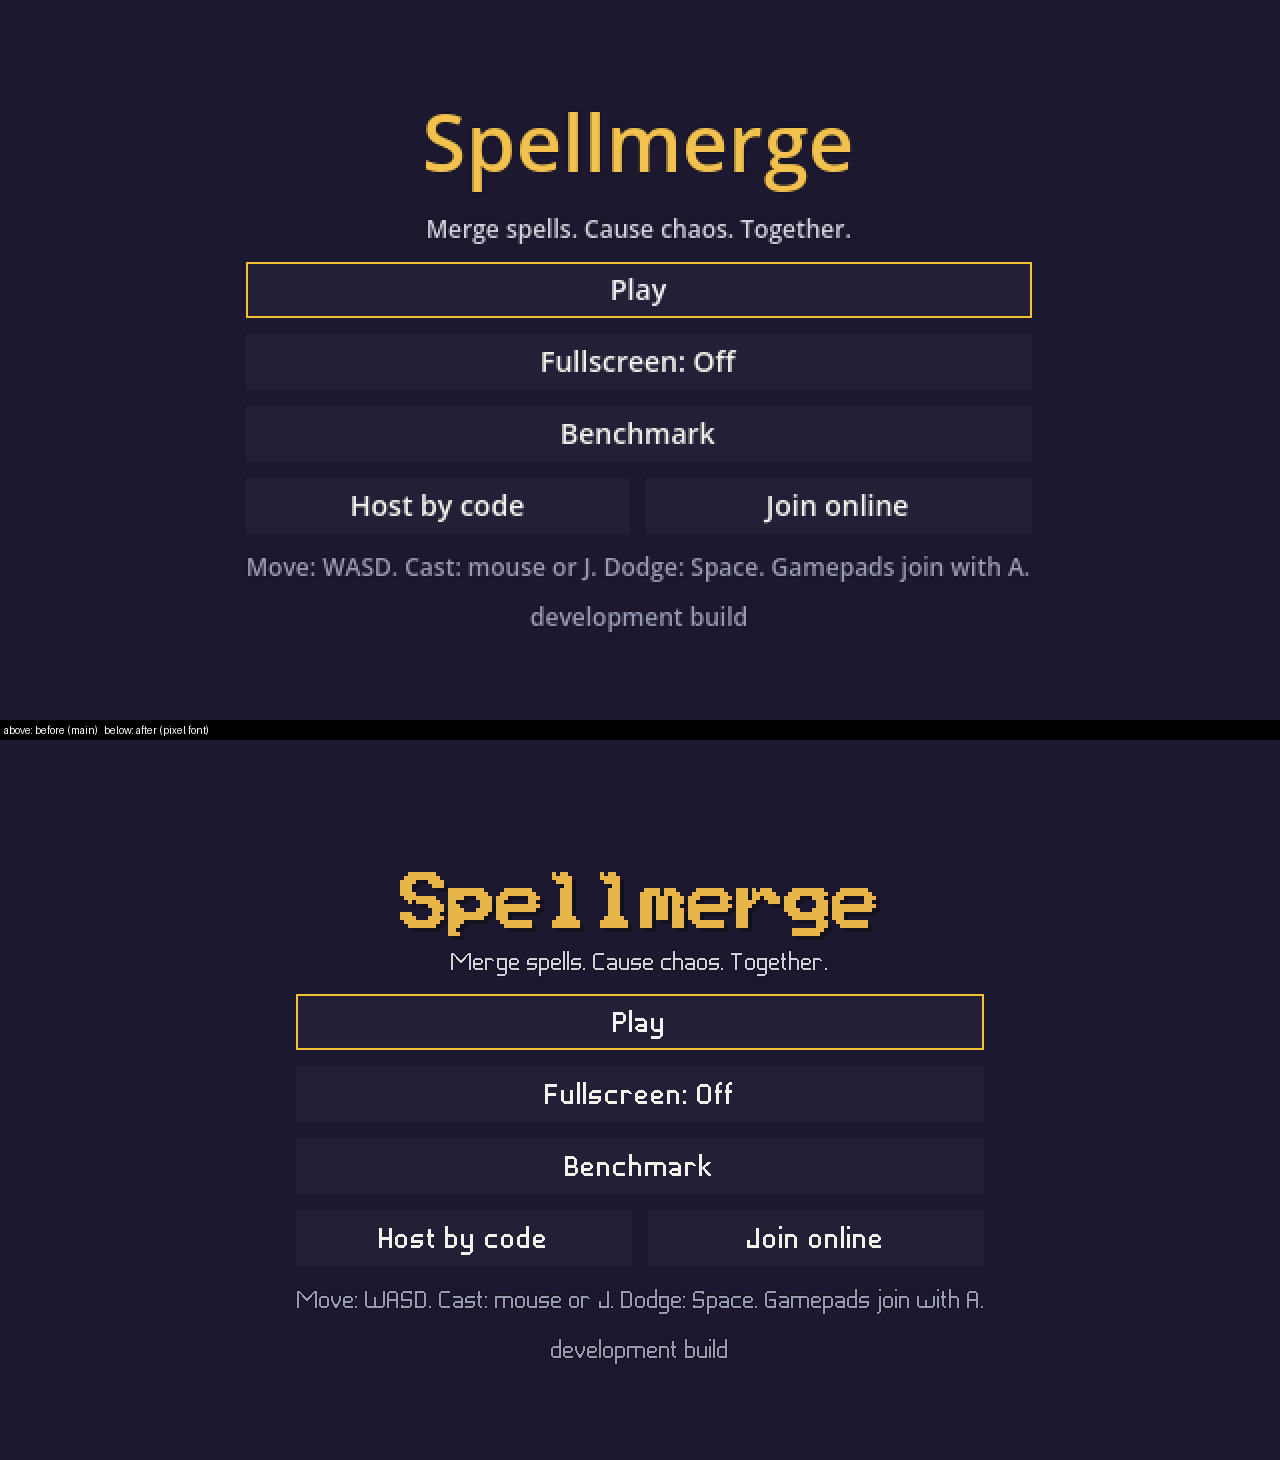 Spellmerge
Merge spells. Cause chaos. Together.
Play
Fullscreen: Off
Benchmark
Host by code
Join online
Move: WASD. Cast: mouse or J. Dodge: Space. Gamepads join with A.
development build
above: before (main) below: after (pixel font)
Spellmerge
Merge spells. Cause chaos. Together.
Play
Fullscreen: Off
Benchmark
Host by code
Join online
Move: WASD. Cast: mouse or J. Dodge: Space. Gamepads join with A.
development build